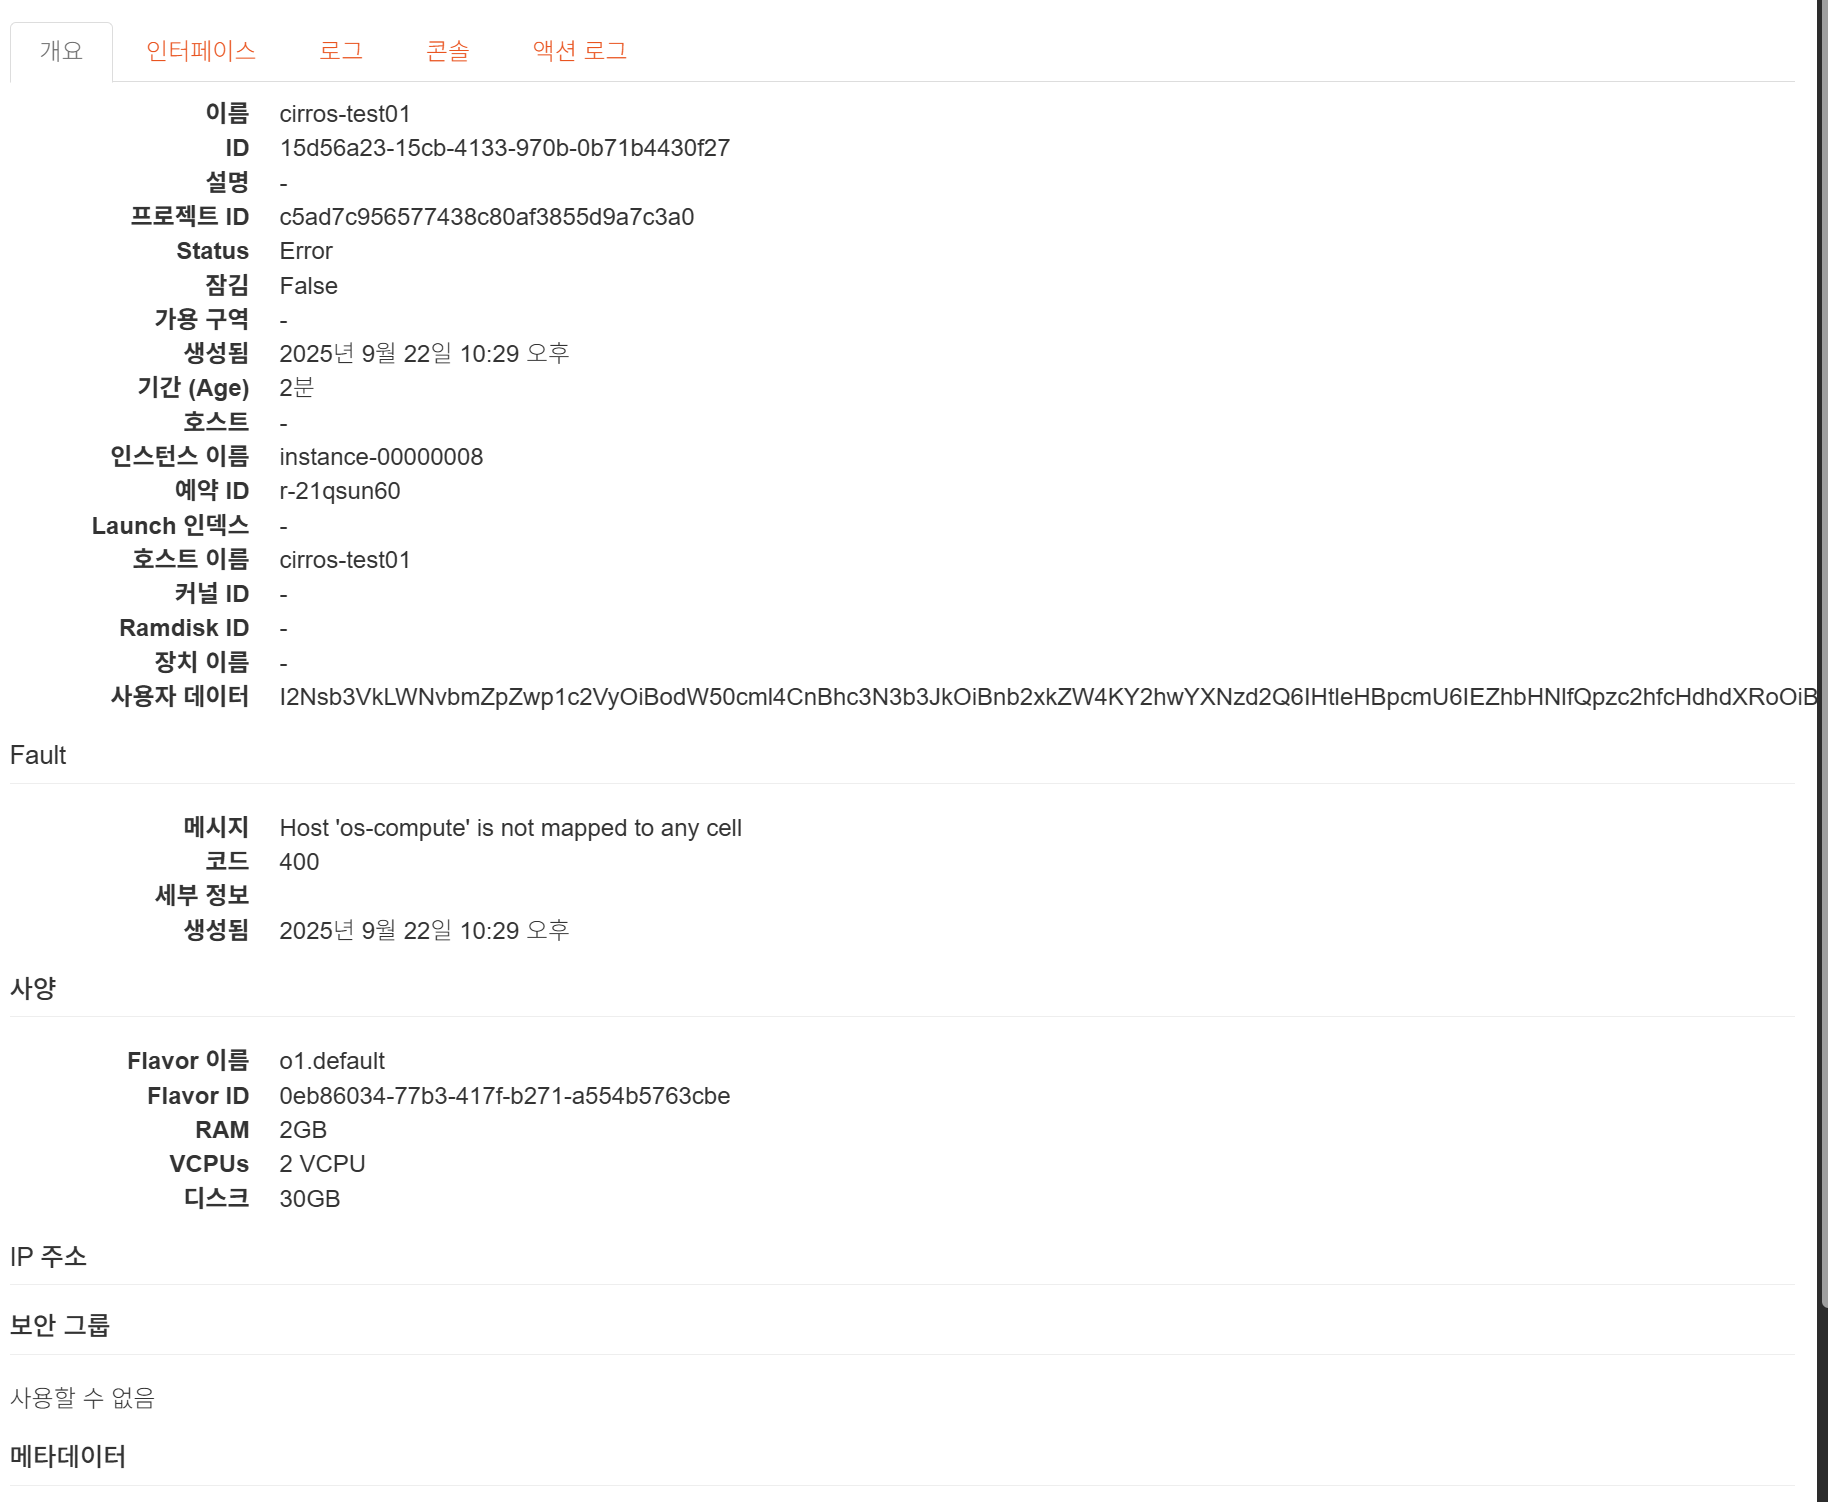 개요 인터페이스 로그 콘솔 액션 로그
이름 cirros-test01
ID 15d56a23-15cb-4133-970b-0b71b4430f27
설명 -
프로젝트 ID c5ad7c956577438c80af3855d9a7c3a0
Status Error
잠김 False
가용 구역 -
생성됨 2025년 9월 22일 10:29 오후
기간 (Age) 2분
호스트 -
인스턴스 이름 instance-00000008
예약 ID r-21qsun60
Launch 인덱스 -
호스트 이름 cirros-test01
커널 ID -
Ramdisk ID -
장치 이름 -
사용자 데이터 I2Nsb3VkLWNvbmZpZwp1c2VyOiBodW50cml4CnBhc3N3b3JkOiBnb2xkZW4KY2hwYXNzd2Q6IHtleHBpcmU6IEZhbHNlfQpzc2hfcHdhdXRoOiB
Fault
메시지 Host 'os-compute' is not mapped to any cell
코드 400
세부 정보
생성됨 2025년 9월 22일 10:29 오후
사양
Flavor 이름 o1.default
Flavor ID 0eb86034-77b3-417f-b271-a554b5763cbe
RAM 2GB
VCPUs 2 VCPU
디스크 30GB
IP 주소
보안 그룹
사용할 수 없음
메타데이터